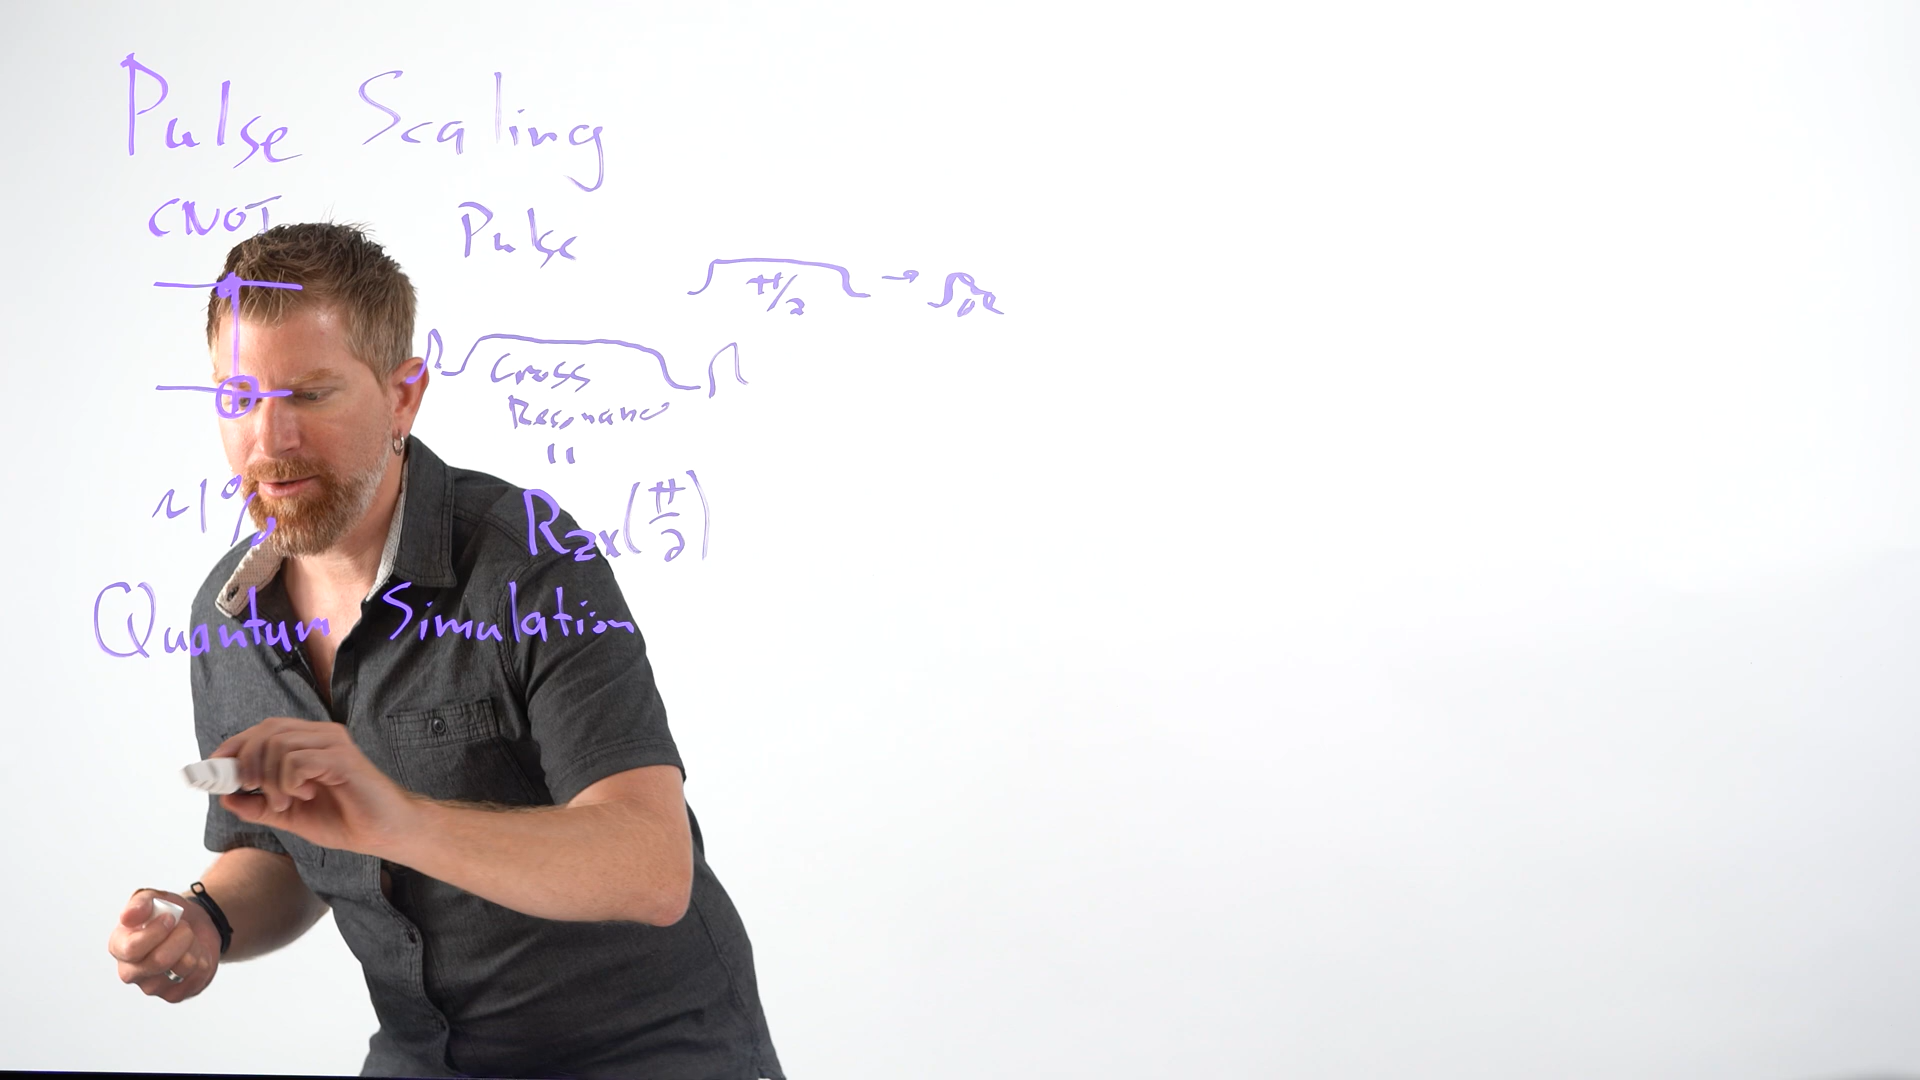 Pulse Scaling
CNOT Pulse
π/2 →
Cross
Resonance
=
~1% R_ZX(π/2)
Quantum Simulation